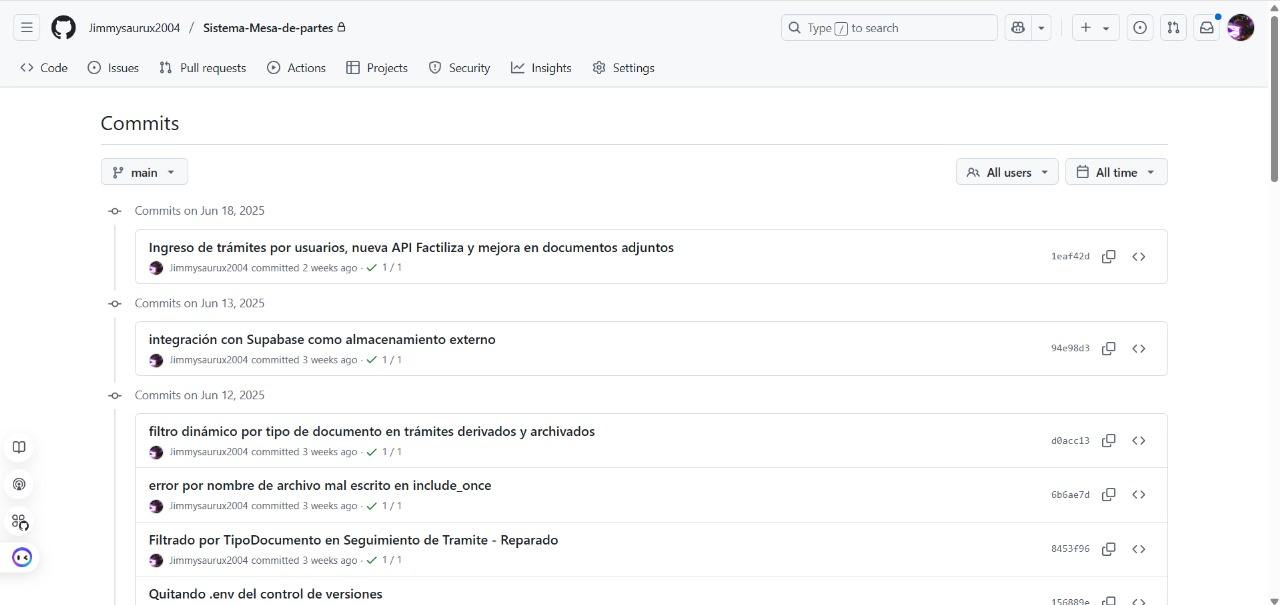 Jimmysaurux2004 / Sistema-Mesa-de-partes
Type / to search
Code Issues Pull requests Actions Projects Security Insights Settings
Commits
main
All users All time
Commits on Jun 18, 2025
Ingreso de trámites por usuarios, nueva API Factiliza y mejora en documentos adjuntos
1eaf42d
Jimmysaurux2004 committed 2 weeks ago · 1 / 1
Commits on Jun 13, 2025
integración con Supabase como almacenamiento externo
94e98d3
Jimmysaurux2004 committed 3 weeks ago · 1 / 1
Commits on Jun 12, 2025
filtro dinámico por tipo de documento en trámites derivados y archivados
d0acc13
Jimmysaurux2004 committed 3 weeks ago · 1 / 1
error por nombre de archivo mal escrito en include_once
6b6ae7d
Jimmysaurux2004 committed 3 weeks ago · 1 / 1
Filtrado por TipoDocumento en Seguimiento de Tramite - Reparado
8453f96
Jimmysaurux2004 committed 3 weeks ago · 1 / 1
Quitando .env del control de versiones
156889e